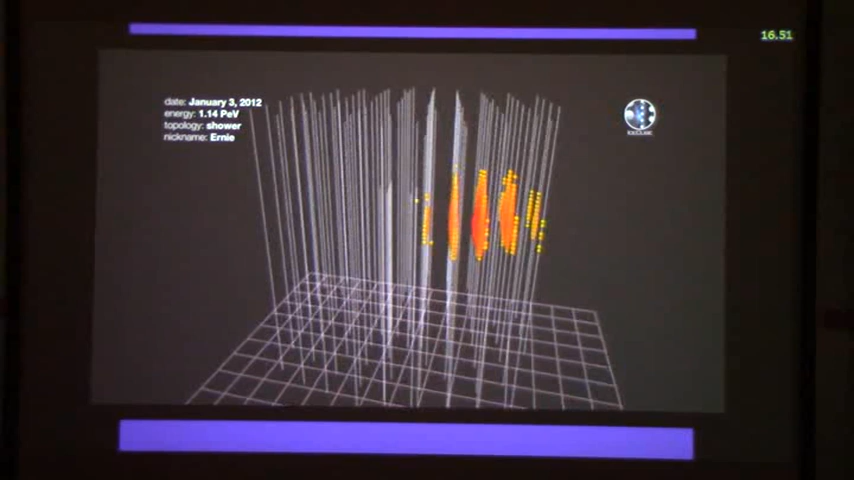 16.51
date: January 3, 2012
energy: 1.14 PeV
topology: shower
nickname: Ernie